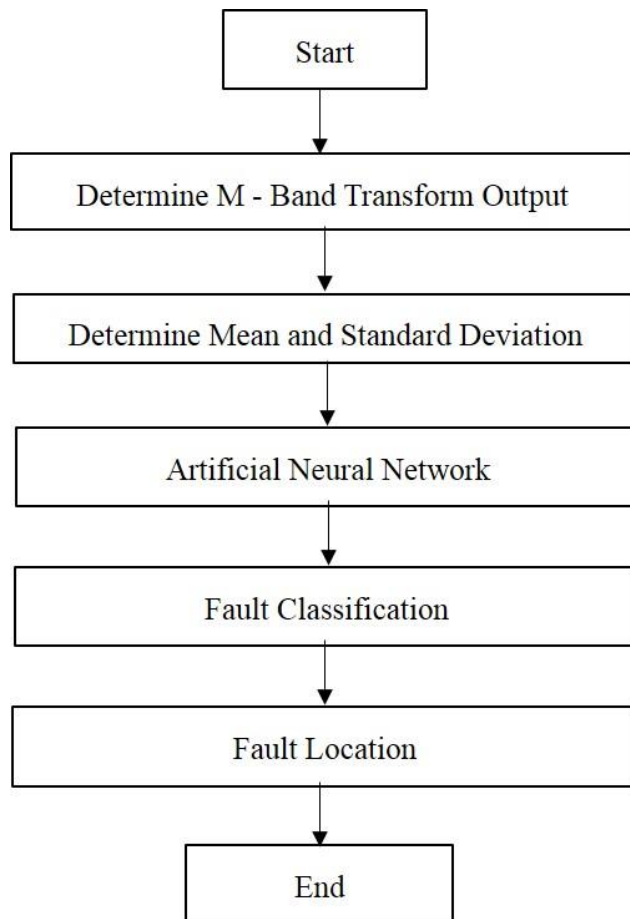 Start
Determine M - Band Transform Output
Determine Mean and Standard Deviation
Artificial Neural Network
Fault Classification
Fault Location
End